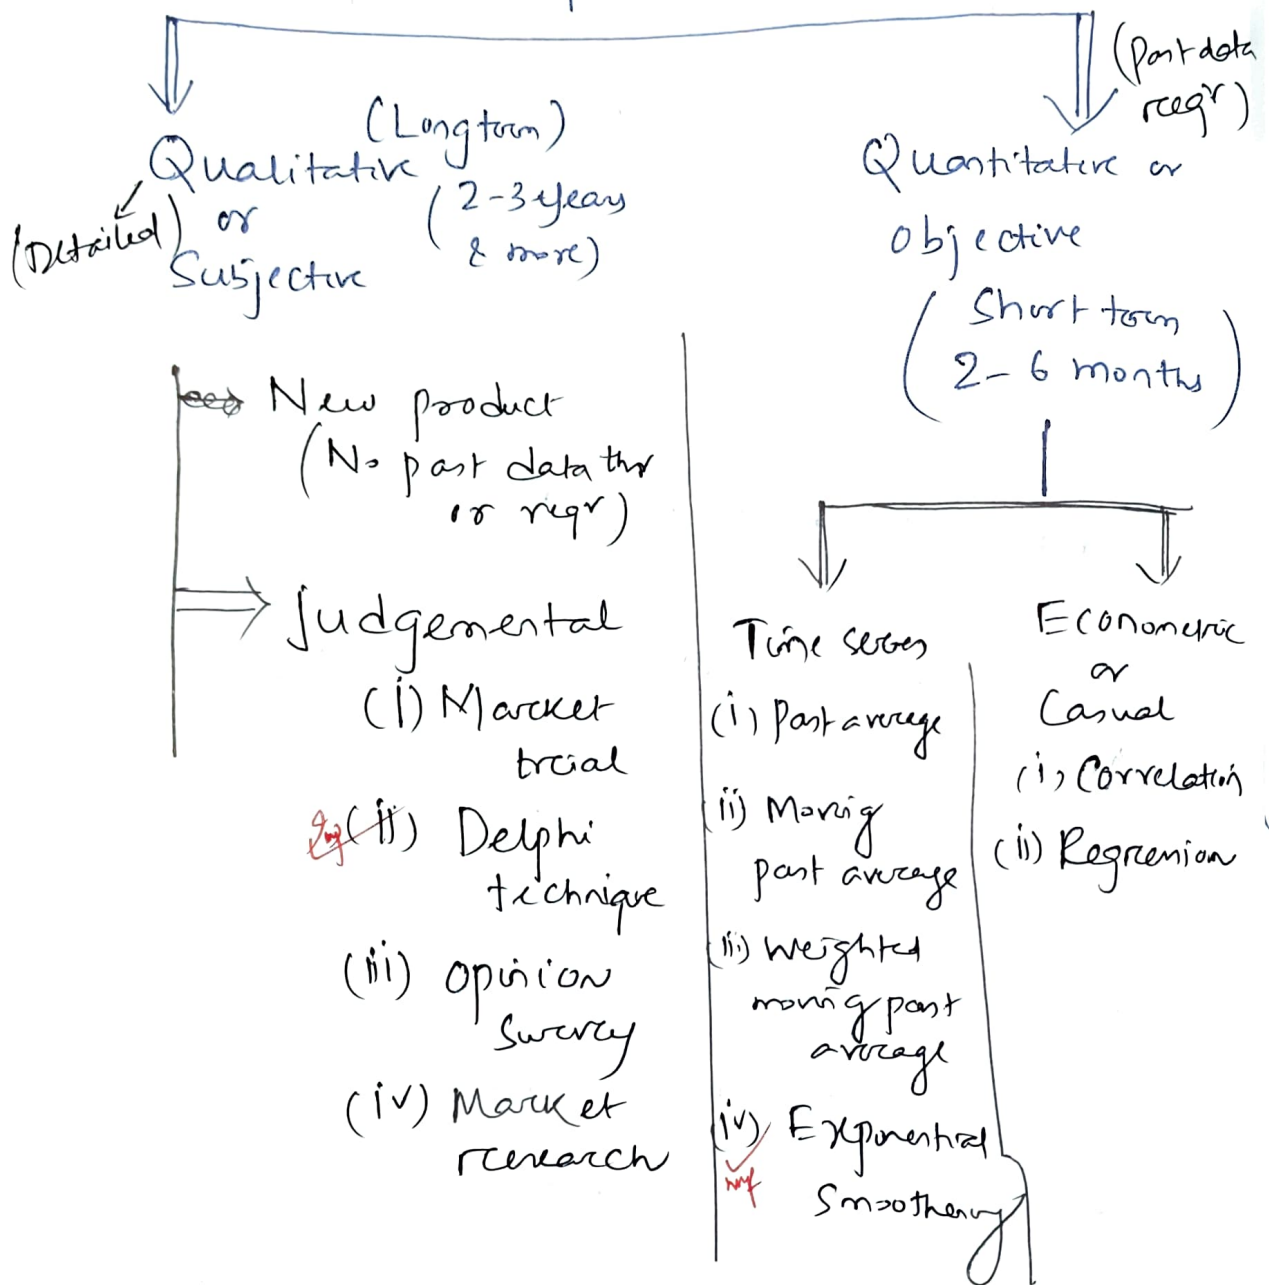 (Past data
reqr)
(Long term)
Qualitative
(Detailed)
or
Subjective
(2-3 years
& more)
Quantitative or
objective
(Short term
2-6 months)
New product
(No past data thr
or reqr)
judgemental
(i) Market
trial
Imp (ii) Delphi
technique
(iii) opinion
survey
(iv) Market
research
Time series
(i) Past average
(ii) Moving
past average
(iii) weighted
moving past
average
(iv) Exponential
Imp
Smoothening
Econometric
or
Casual
(i) Correlation
(ii) Regression